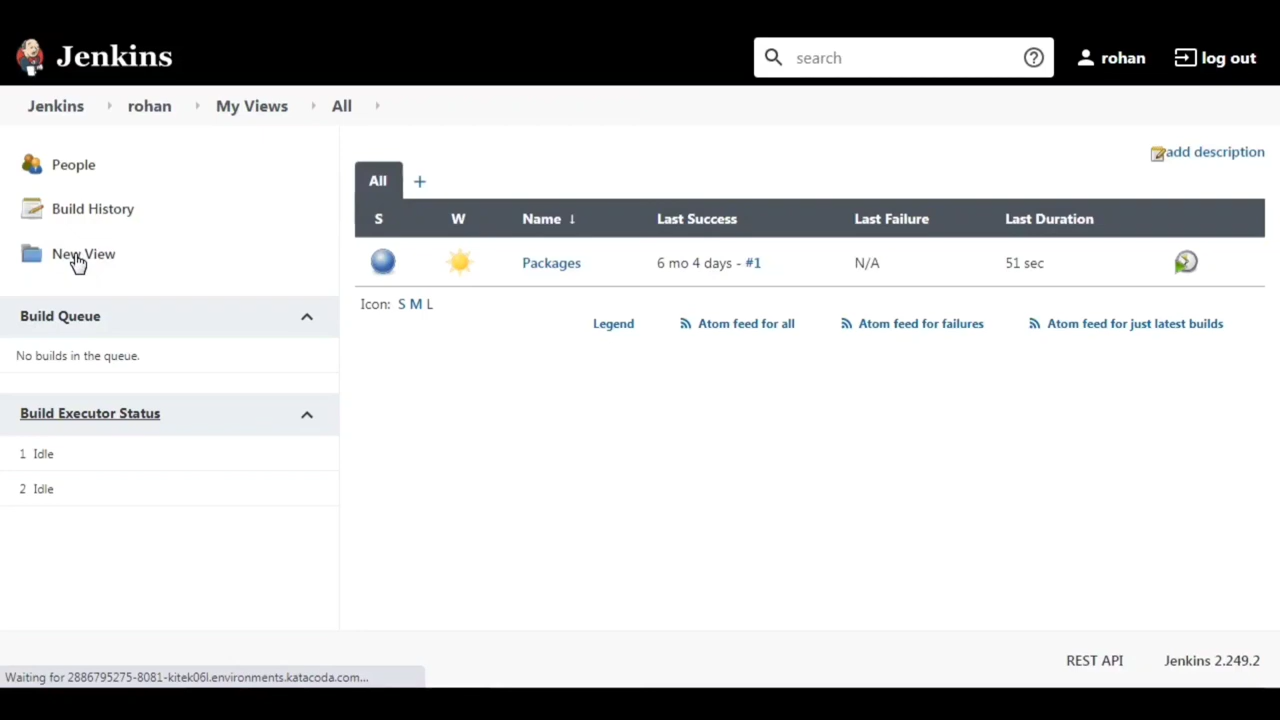 Jenkins
search
rohan
log out
Jenkins rohan My Views All
People
Build History
New View
Build Queue
No builds in the queue.
Build Executor Status
1 Idle
2 Idle
add description
All +
S W Name ↓ Last Success Last Failure Last Duration
Packages 6 mo 4 days - #1 N/A 51 sec
Icon: S M L
Legend Atom feed for all Atom feed for failures Atom feed for just latest builds
REST API Jenkins 2.249.2
Waiting for 2886795275-8081-kitek06l.environments.katacoda.com...